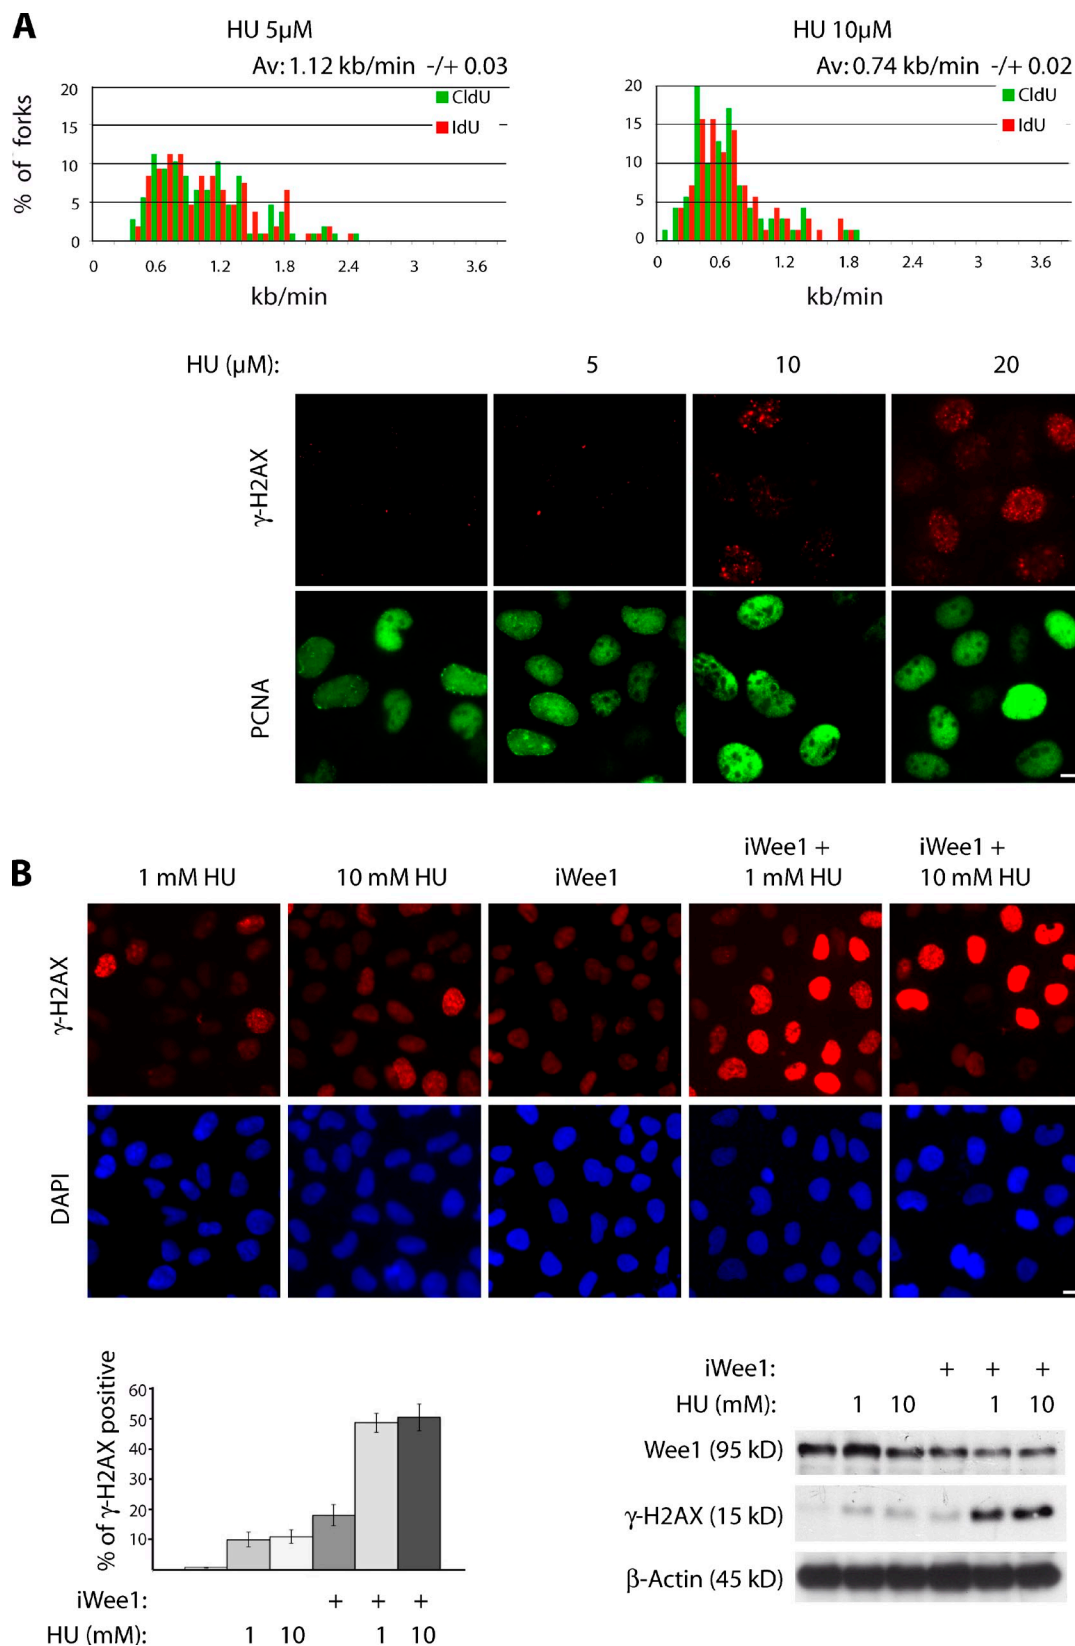 A
HU 5µM
HU 10µM
Av: 1.12 kb/min -/+ 0.03
Av: 0.74 kb/min -/+ 0.02
% of forks
20
15
10
5
0
CldU
IdU
0 0.6 1.2 1.8 2.4 3.6
kb/min
20
15
10
5
0
CldU
IdU
0 0.6 1.2 1.8 2.4 3.6
kb/min
HU (µM): 5 10 20
γ-H2AX
PCNA
B
1 mM HU
10 mM HU
iWee1
iWee1 +
1 mM HU
iWee1 +
10 mM HU
γ-H2AX
DAPI
% of γ-H2AX positive
60
50
40
30
20
10
iWee1: + + +
HU (mM): 1 10 1 10
iWee1: + + +
HU (mM): 1 10 1 10
Wee1 (95 kD)
γ-H2AX (15 kD)
β-Actin (45 kD)